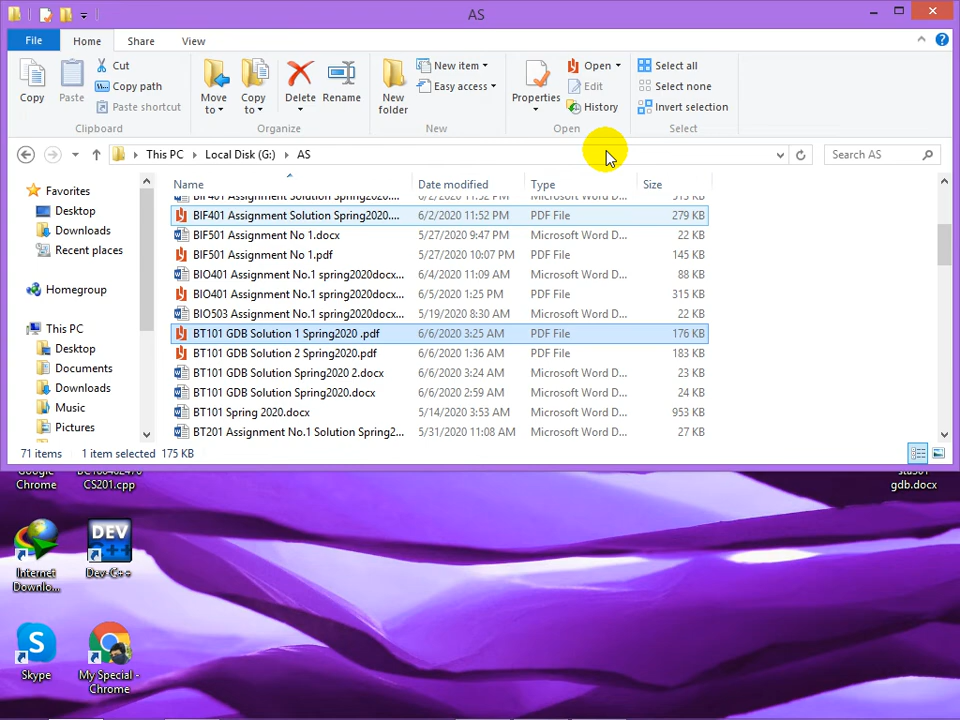 AS
File Home Share View
Copy
Paste
Cut
Copy path
Paste shortcut
Clipboard
Move to
Copy to
Delete
Rename
Organize
New folder
New item
Easy access
New
Properties
Open
Edit
History
Open
Select all
Select none
Invert selection
Select
This PC Local Disk (G:) AS
Search AS
Name Date modified Type Size
Favorites
Desktop
Downloads
Recent places
Homegroup
This PC
Desktop
Documents
Downloads
Music
Pictures
BIF401 Assignment Solution Spring2020.... 6/2/2020 11:52 PM PDF File 279 KB
BIF501 Assignment No 1.docx 5/27/2020 9:47 PM Microsoft Word D... 22 KB
BIF501 Assignment No 1.pdf 5/27/2020 10:07 PM PDF File 145 KB
BIO401 Assignment No.1 spring2020docx... 6/4/2020 11:09 AM Microsoft Word D... 88 KB
BIO401 Assignment No.1 spring2020docx... 6/5/2020 1:25 PM PDF File 315 KB
BIO503 Assignment No.1 spring2020docx... 5/19/2020 8:30 AM Microsoft Word D... 22 KB
BT101 GDB Solution 1 Spring2020 .pdf 6/6/2020 3:25 AM PDF File 176 KB
BT101 GDB Solution 2 Spring2020.pdf 6/6/2020 1:36 AM PDF File 183 KB
BT101 GDB Solution Spring2020 2.docx 6/6/2020 3:24 AM Microsoft Word D... 23 KB
BT101 GDB Solution Spring2020.docx 6/6/2020 2:59 AM Microsoft Word D... 24 KB
BT101 Spring 2020.docx 5/14/2020 3:53 AM Microsoft Word D... 953 KB
BT201 Assignment No.1 Solution Spring2... 5/31/2020 11:08 AM Microsoft Word D... 27 KB
71 items 1 item selected 175 KB
Google
Chrome
CS201.cpp
gdb.docx
DEV
C++
Internet
Downlo...
Dev-C++
Skype
My Special -
Chrome